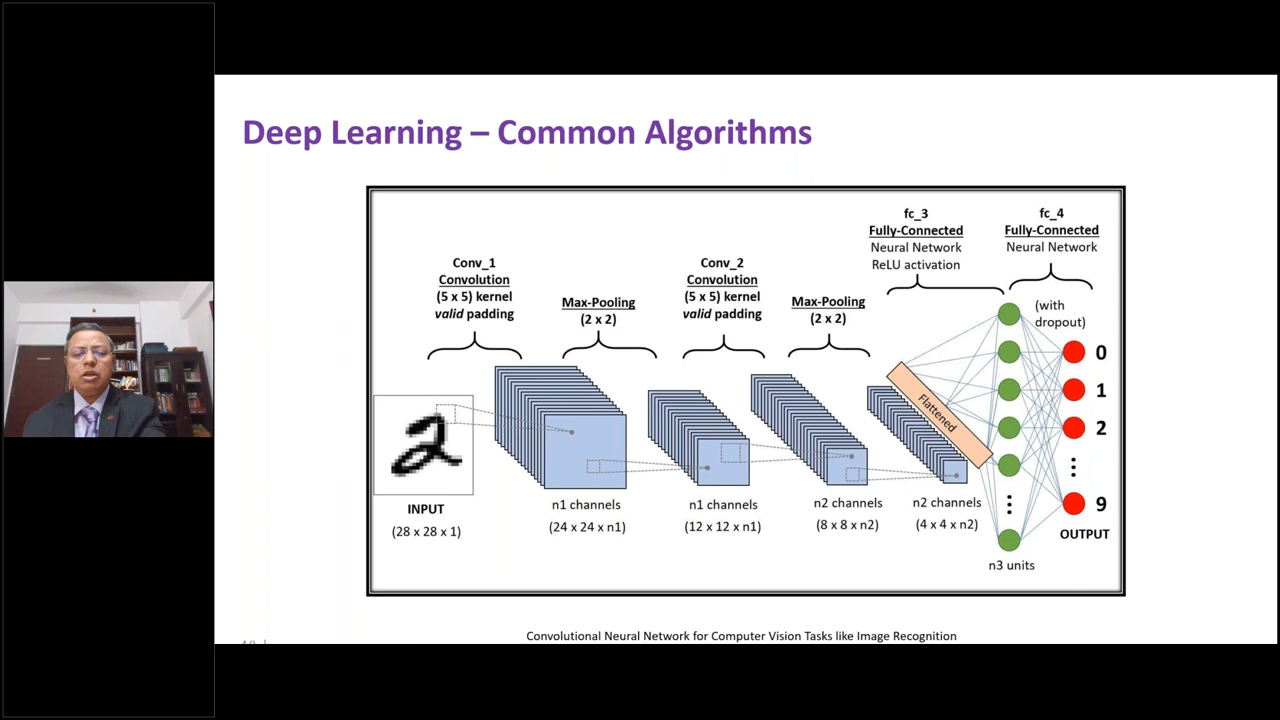 Deep Learning – Common Algorithms
fc_3
Fully-Connected
Neural Network
ReLU activation
fc_4
Fully-Connected
Neural Network
Conv_1
Convolution
(5 x 5) kernel
valid padding
Max-Pooling
(2 x 2)
Conv_2
Convolution
(5 x 5) kernel
valid padding
Max-Pooling
(2 x 2)
(with
dropout)
Flattened
0
1
2
9
OUTPUT
INPUT
(28 x 28 x 1)
n1 channels
(24 x 24 x n1)
n1 channels
(12 x 12 x n1)
n2 channels
(8 x 8 x n2)
n2 channels
(4 x 4 x n2)
n3 units
2
Convolutional Neural Network for Computer Vision Tasks like Image Recognition